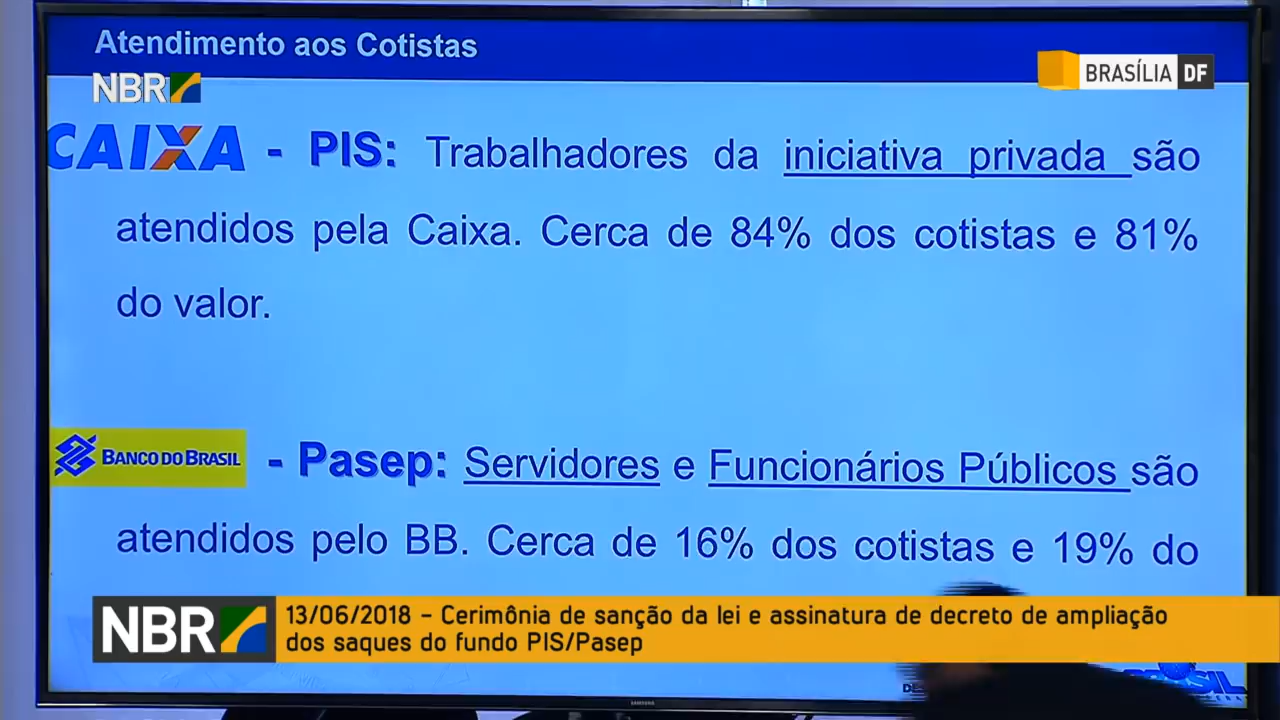 Atendimento aos Cotistas
NBR
BRASÍLIA DF
CAIXA - PIS: Trabalhadores da iniciativa privada são
atendidos pela Caixa. Cerca de 84% dos cotistas e 81%
do valor.
BANCO DO BRASIL - Pasep: Servidores e Funcionários Públicos são
atendidos pelo BB. Cerca de 16% dos cotistas e 19% do
NBR
13/06/2018 – Cerimônia de sanção da lei e assinatura de decreto de ampliação
dos saques do fundo PIS/Pasep
BRASIL
SAMSUNG